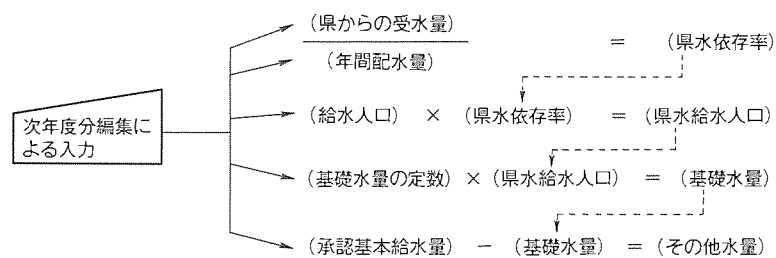 (県からの受水量)
(年間配水量)
= (県水依存率)
次年度分編集に
よる入力
(給水人口) × (県水依存率) = (県水給水人口)
(基礎水量の定数) × (県水給水人口) = (基礎水量)
(承認基本給水量) − (基礎水量) = (その他水量)